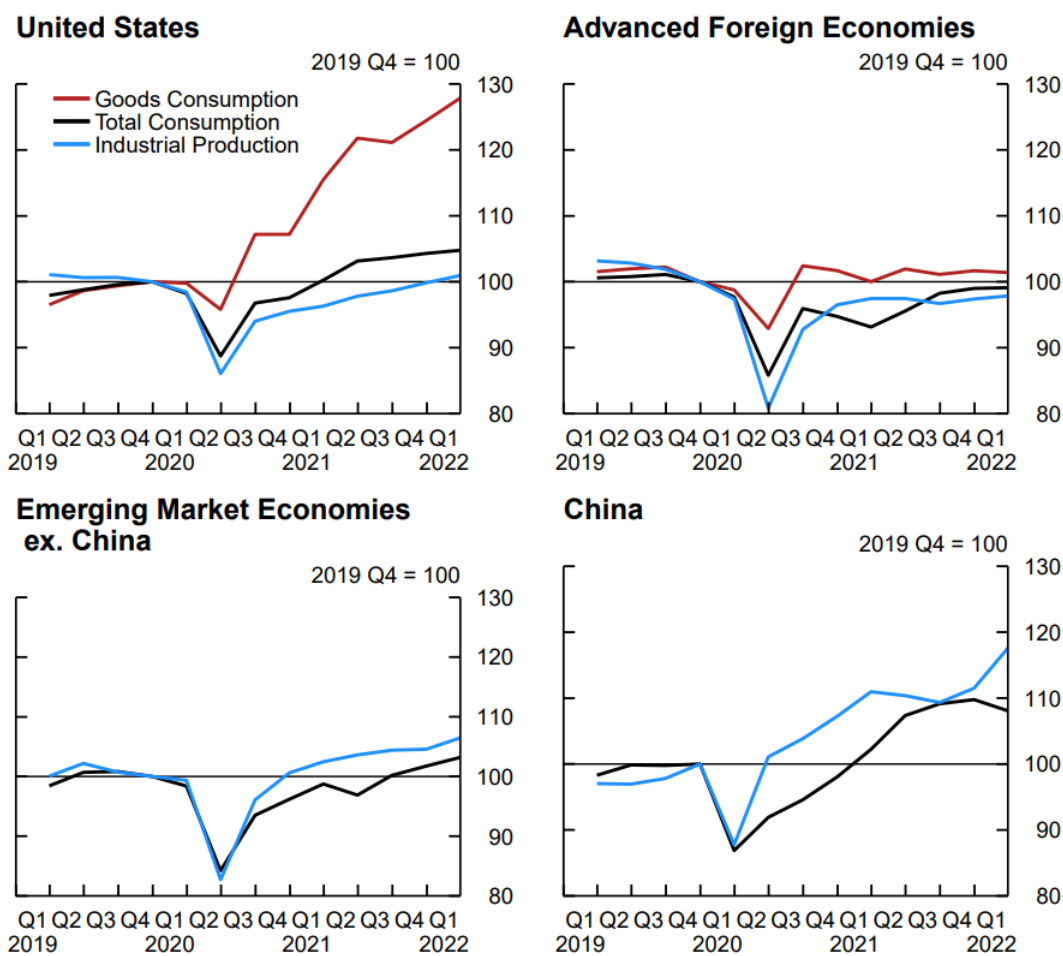 United States
2019 Q4 = 100
Goods Consumption
Total Consumption
Industrial Production
130
120
110
100
90
80
Q1 Q2 Q3 Q4 Q1 Q2 Q3 Q4 Q1 Q2 Q3 Q4 Q1
2019 2020 2021 2022
Advanced Foreign Economies
2019 Q4 = 100
130
120
110
100
90
80
Q1 Q2 Q3 Q4 Q1 Q2 Q3 Q4 Q1 Q2 Q3 Q4 Q1
2019 2020 2021 2022
Emerging Market Economies
ex. China
2019 Q4 = 100
130
120
110
100
90
80
Q1 Q2 Q3 Q4 Q1 Q2 Q3 Q4 Q1 Q2 Q3 Q4 Q1
2019 2020 2021 2022
China
2019 Q4 = 100
130
120
110
100
90
80
Q1 Q2 Q3 Q4 Q1 Q2 Q3 Q4 Q1 Q2 Q3 Q4 Q1
2019 2020 2021 2022